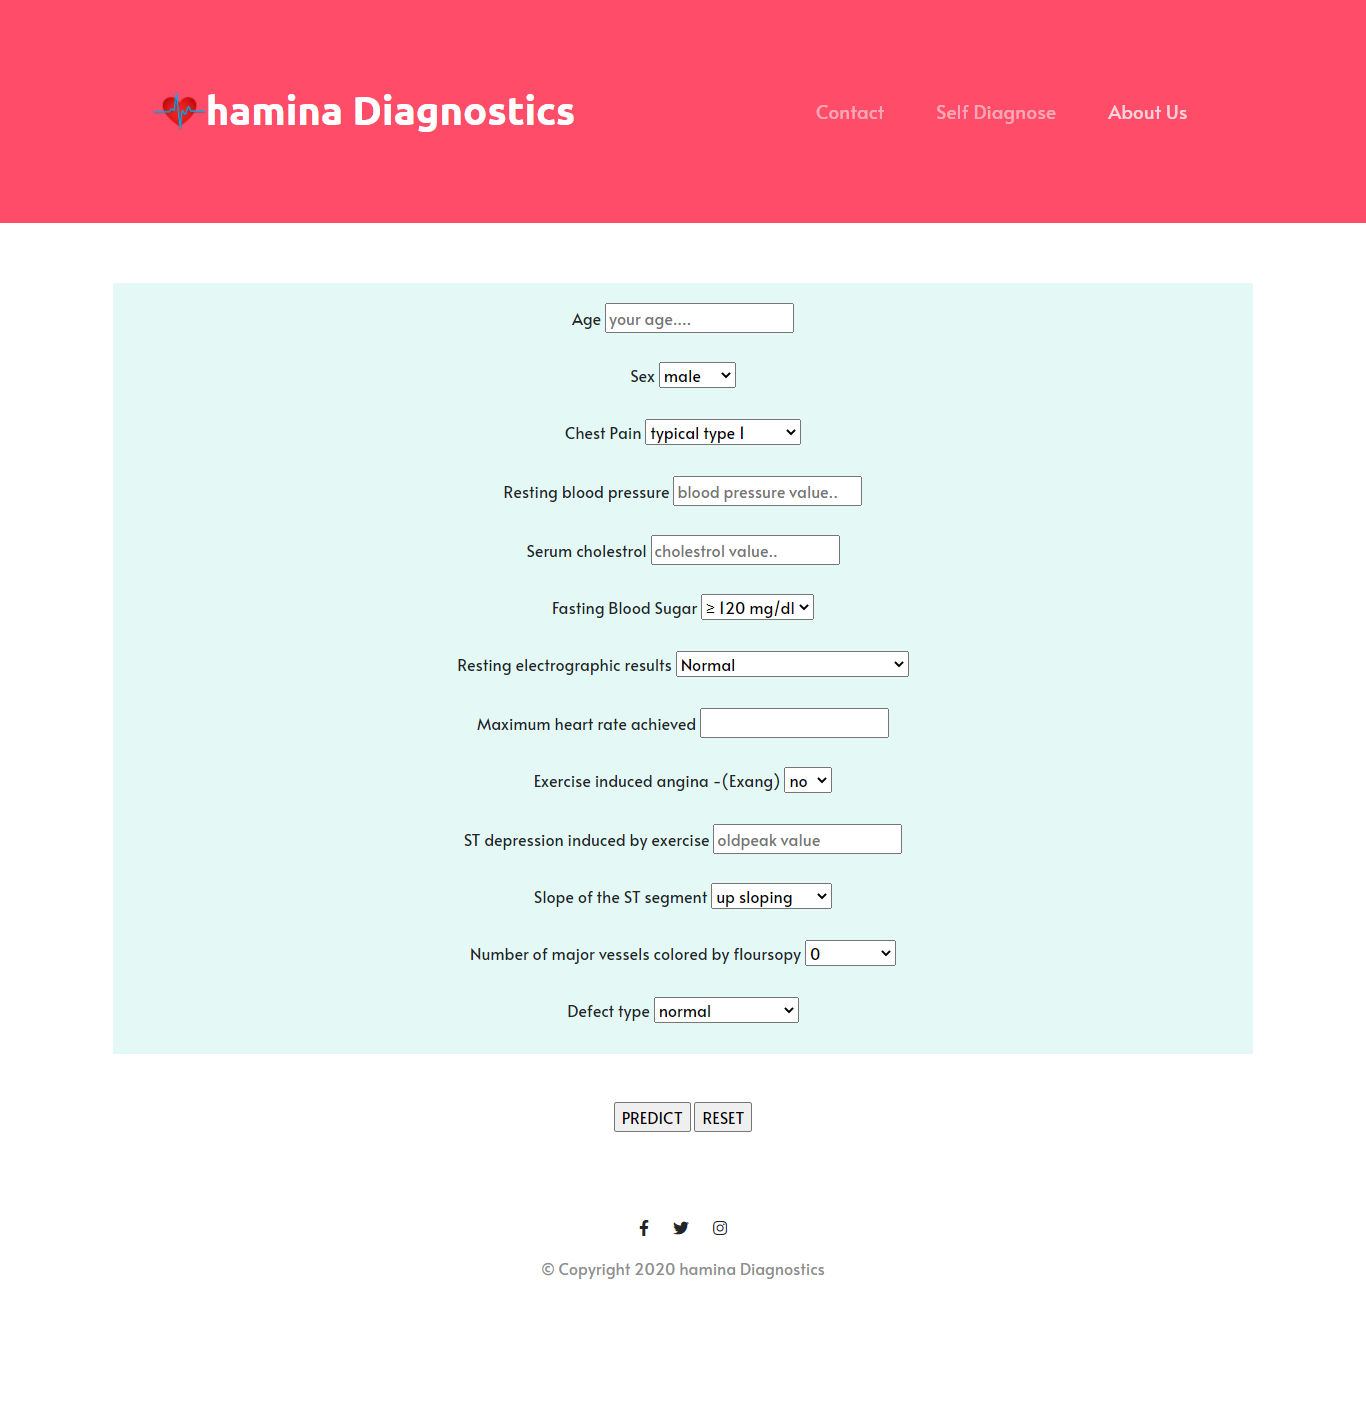 hamina Diagnostics
Contact Self Diagnose About Us
Age your age....
Sex male
Chest Pain typical type 1
Resting blood pressure blood pressure value..
Serum cholestrol cholestrol value..
Fasting Blood Sugar ≥ 120 mg/dl
Resting electrographic results Normal
Maximum heart rate achieved
Exercise induced angina -(Exang) no
ST depression induced by exercise oldpeak value
Slope of the ST segment up sloping
Number of major vessels colored by floursopy 0
Defect type normal
PREDICT RESET
© Copyright 2020 hamina Diagnostics